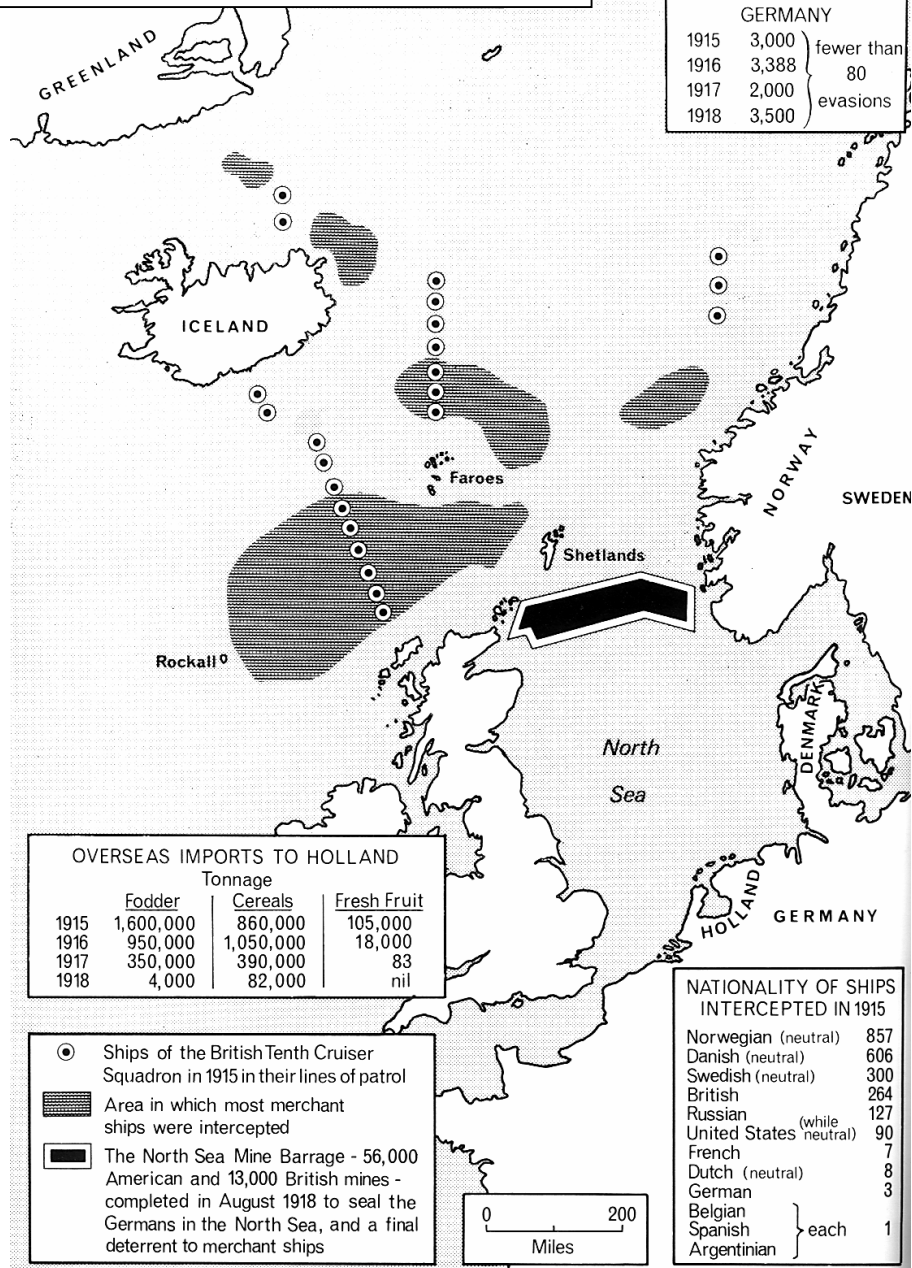 GERMANY
1915 3,000
1916 3,388
1917 2,000
1918 3,500
fewer than
80
evasions
GREENLAND
ICELAND
Faroes
NORWAY
SWEDEN
Shetlands
Rockall
North
Sea
DENMARK
HOLLAND
GERMANY
OVERSEAS IMPORTS TO HOLLAND
Tonnage
Fodder Cereals Fresh Fruit
1915 1,600,000 860,000 105,000
1916 950,000 1,050,000 18,000
1917 350,000 390,000 83
1918 4,000 82,000 nil
Ships of the British Tenth Cruiser
Squadron in 1915 in their lines of patrol
Area in which most merchant
ships were intercepted
The North Sea Mine Barrage - 56,000
American and 13,000 British mines -
completed in August 1918 to seal the
Germans in the North Sea, and a final
deterrent to merchant ships
0 200
Miles
NATIONALITY OF SHIPS
INTERCEPTED IN 1915
Norwegian (neutral) 857
Danish (neutral) 606
Swedish (neutral) 300
British 264
Russian 127
United States (while neutral) 90
French 7
Dutch (neutral) 8
German 3
Belgian
Spanish each 1
Argentinian